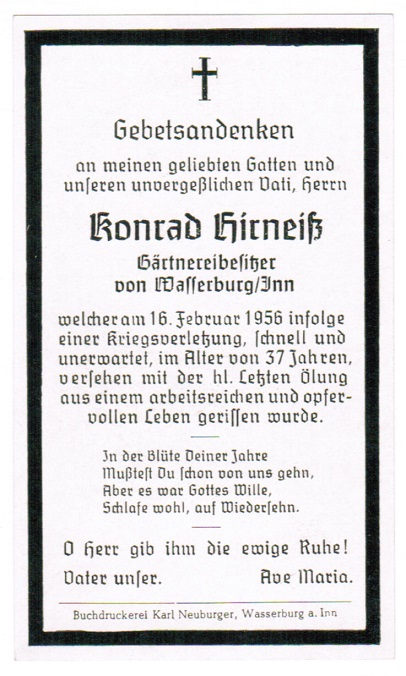 Gebetsandenken
an meinen geliebten Gatten und
unſeren unvergeßlichen Vati, Herrn
Konrad Hirneiß
Gärtnereibeſitzer
von Waſſerburg/Inn
welcher am 16. Februar 1956 infolge
einer Kriegsverletzung, ſchnell und
unerwartet, im Alter von 37 Jahren,
verſehen mit der hl. Letzten Ölung
aus einem arbeitsreichen und opfer-
vollen Leben geriſſen wurde.
In der Blüte Deiner Jahre
Mußteſt Du ſchon von uns gehn,
Aber es war Gottes Wille,
Schlafe wohl, auf Wiederſehn.
O Herr gib ihm die ewige Ruhe!
Vater unſer. Ave Maria.
Buchdruckerei Karl Neuburger, Wasserburg a. Inn